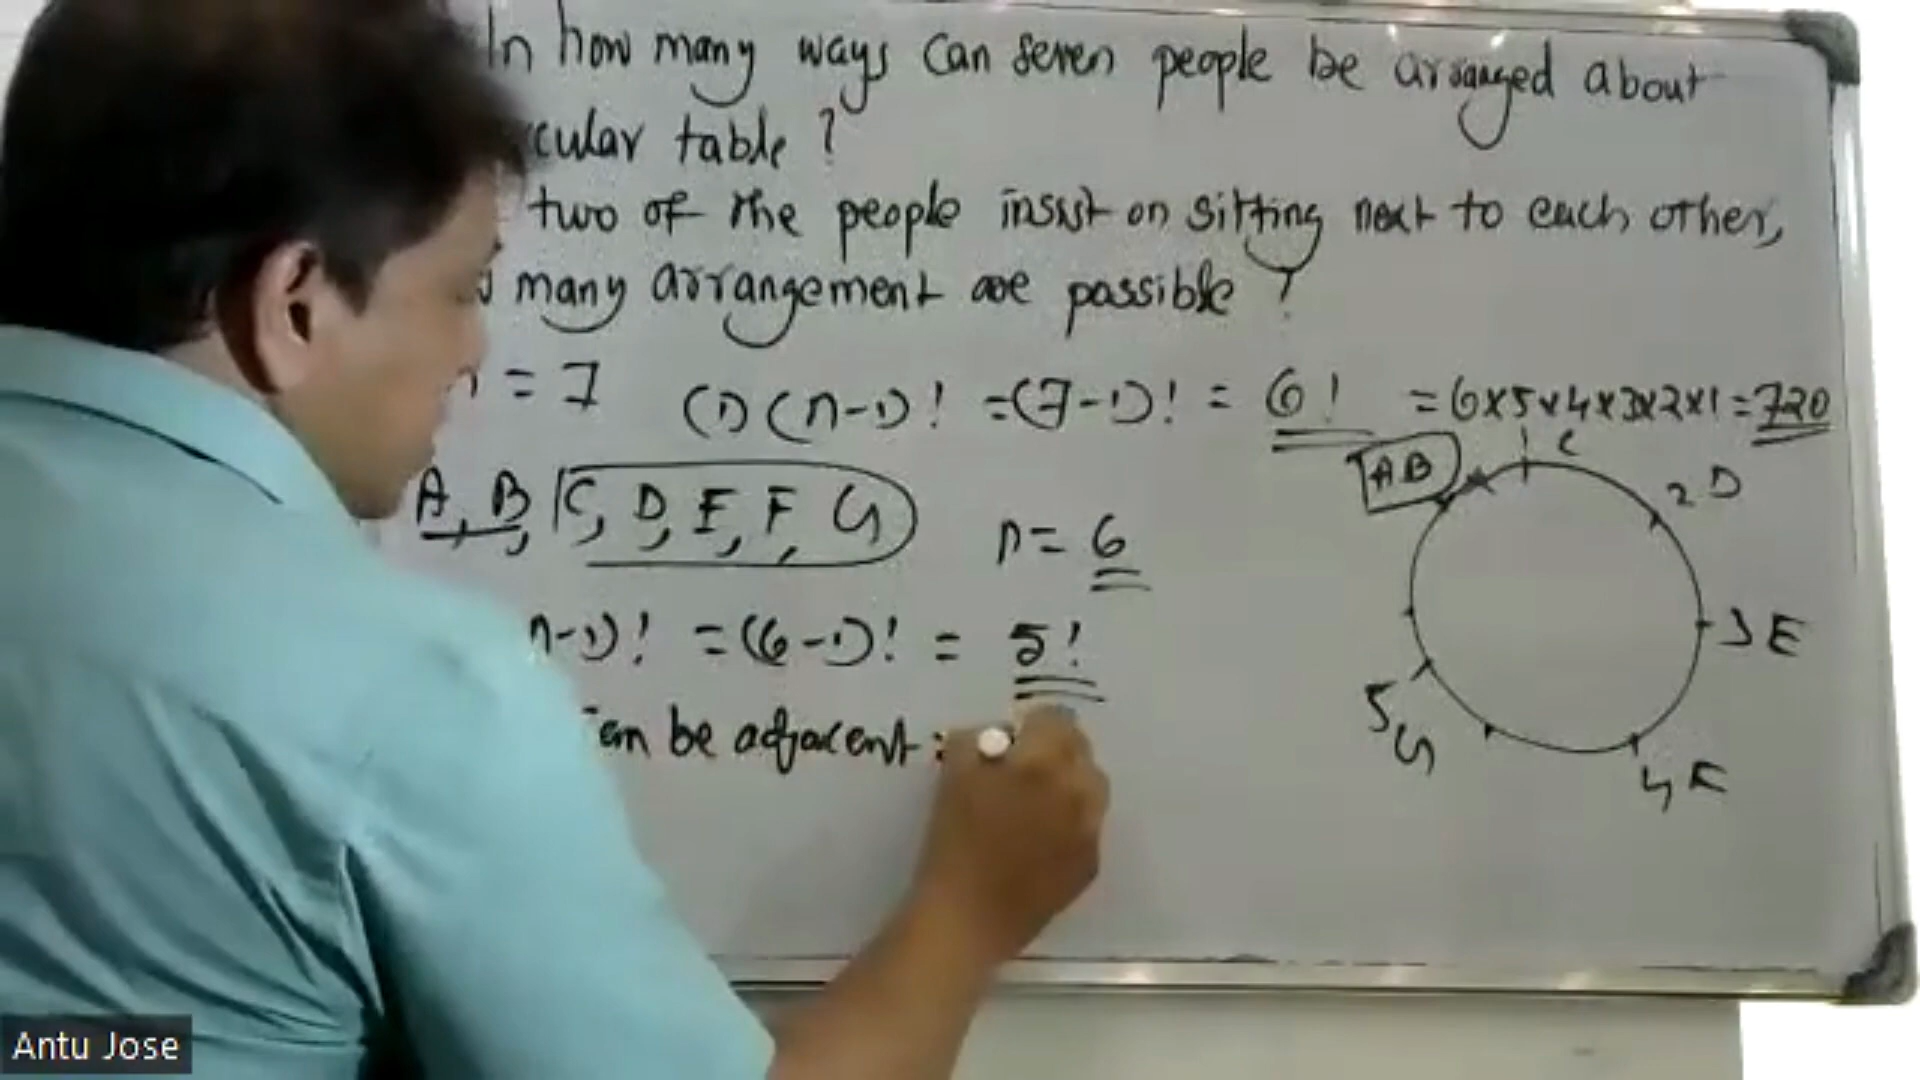 In how many ways can seven people be arranged about
cular table ?
two of the people insist on sitting next to each other,
many arrangement are possible ?
= 7 (1) (n-1)! = (7-1)! = 6! = 6x5x4x3x2x1 = 720
A, B, C, D, E, F, G
n = 6
n-1)! = (6-1)! = 5!
can be adjacent :
AB
1 C
2 D
3 E
4 F
5 G
Antu Jose